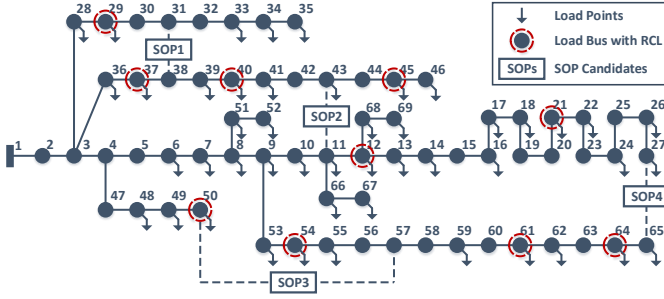 28 29 30 31 32 33 34 35
Load Points
SOP1
Load Bus with RCL
36 37 38 39 40 41 42 43 44 45 46
SOPs SOP Candidates
51 52 SOP2 68 69 17 18 21 22 25 26
1 2 3 4 5 6 7 8 9 10 11 12 13 14 15 16 19 20 23 24 27
47 48 49 50 66 67 SOP4
53 54 55 56 57 58 59 60 61 62 63 64 65
SOP3